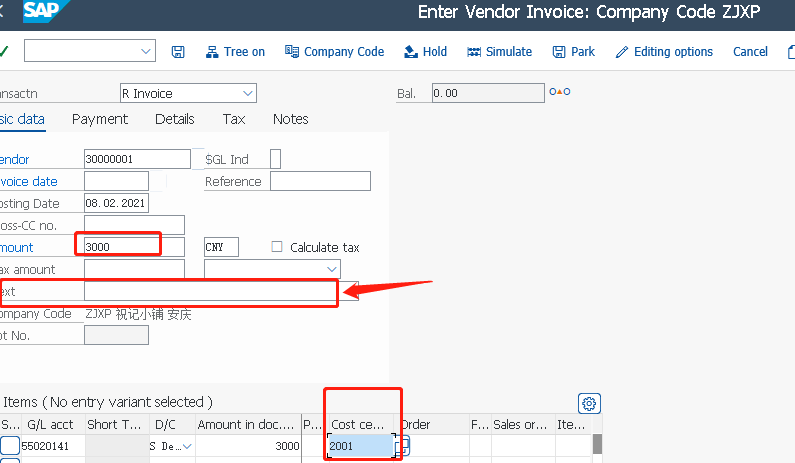 SAP Enter Vendor Invoice: Company Code ZJXP
Tree on Company Code Hold Simulate Park Editing options Cancel
ansactn R Invoice Bal. 0.00
sic data Payment Details Tax Notes
endor 30000001 $GL Ind
voice date Reference
osting Date 08.02.2021
oss-CC no.
mount 3000 CNY Calculate tax
ax amount
ext
ompany Code ZJXP 祝记小铺 安庆
ot No.
Items ( No entry variant selected )
S... G/L acct Short T... D/C Amount in doc.... P... Cost ce... Order F... Sales or... Ite...
55020141 S De... 3000 2001